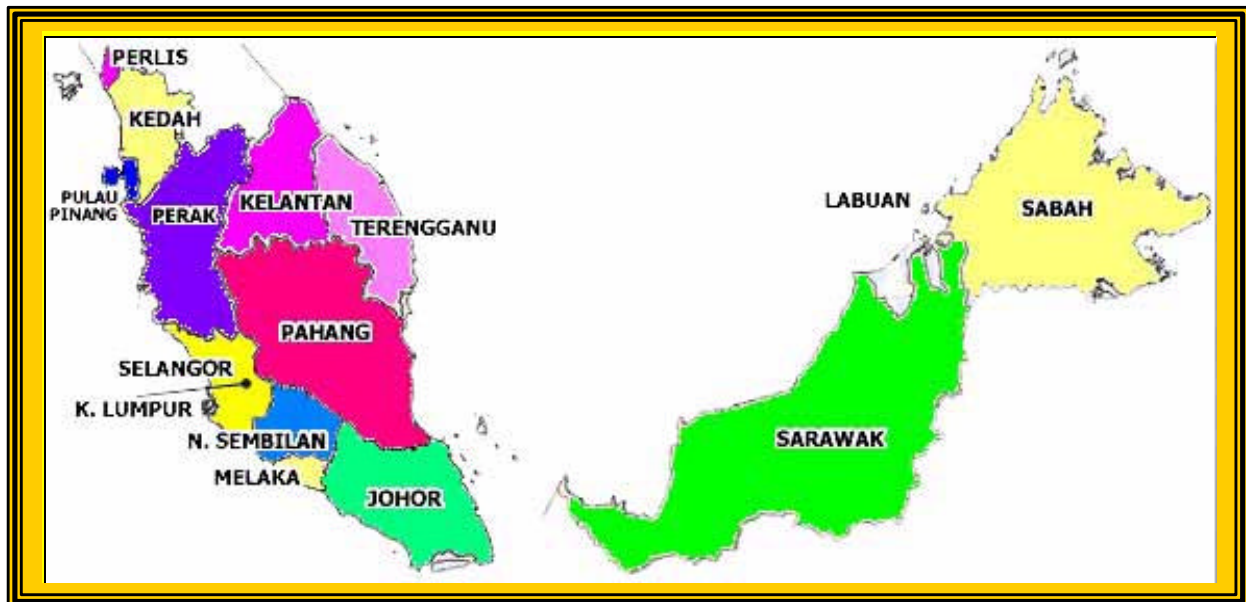 PERLIS
KEDAH
PULAU
PINANG
PERAK
KELANTAN
TERENGGANU
PAHANG
SELANGOR
K. LUMPUR
N. SEMBILAN
MELAKA
JOHOR
LABUAN
SABAH
SARAWAK